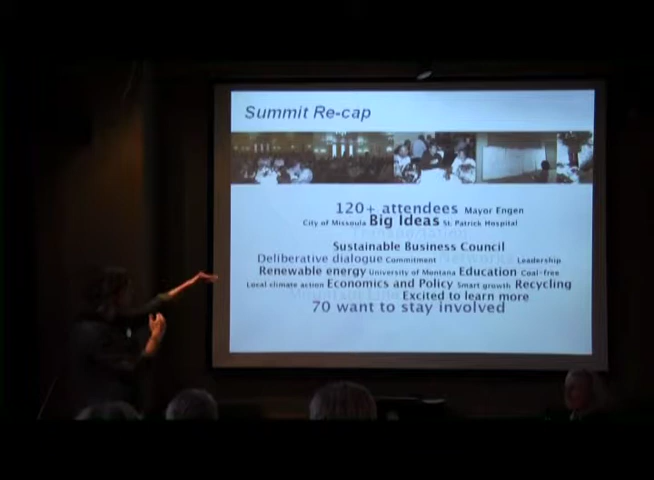 Summit Re-cap
120+ attendees Mayor Engen
City of Missoula Big Ideas St. Patrick Hospital
Sustainable Business Council
Deliberative dialogue Commitment Leadership
Renewable energy University of Montana Education Coal-free
Local climate action Economics and Policy Smart growth Recycling
Excited to learn more
70 want to stay involved